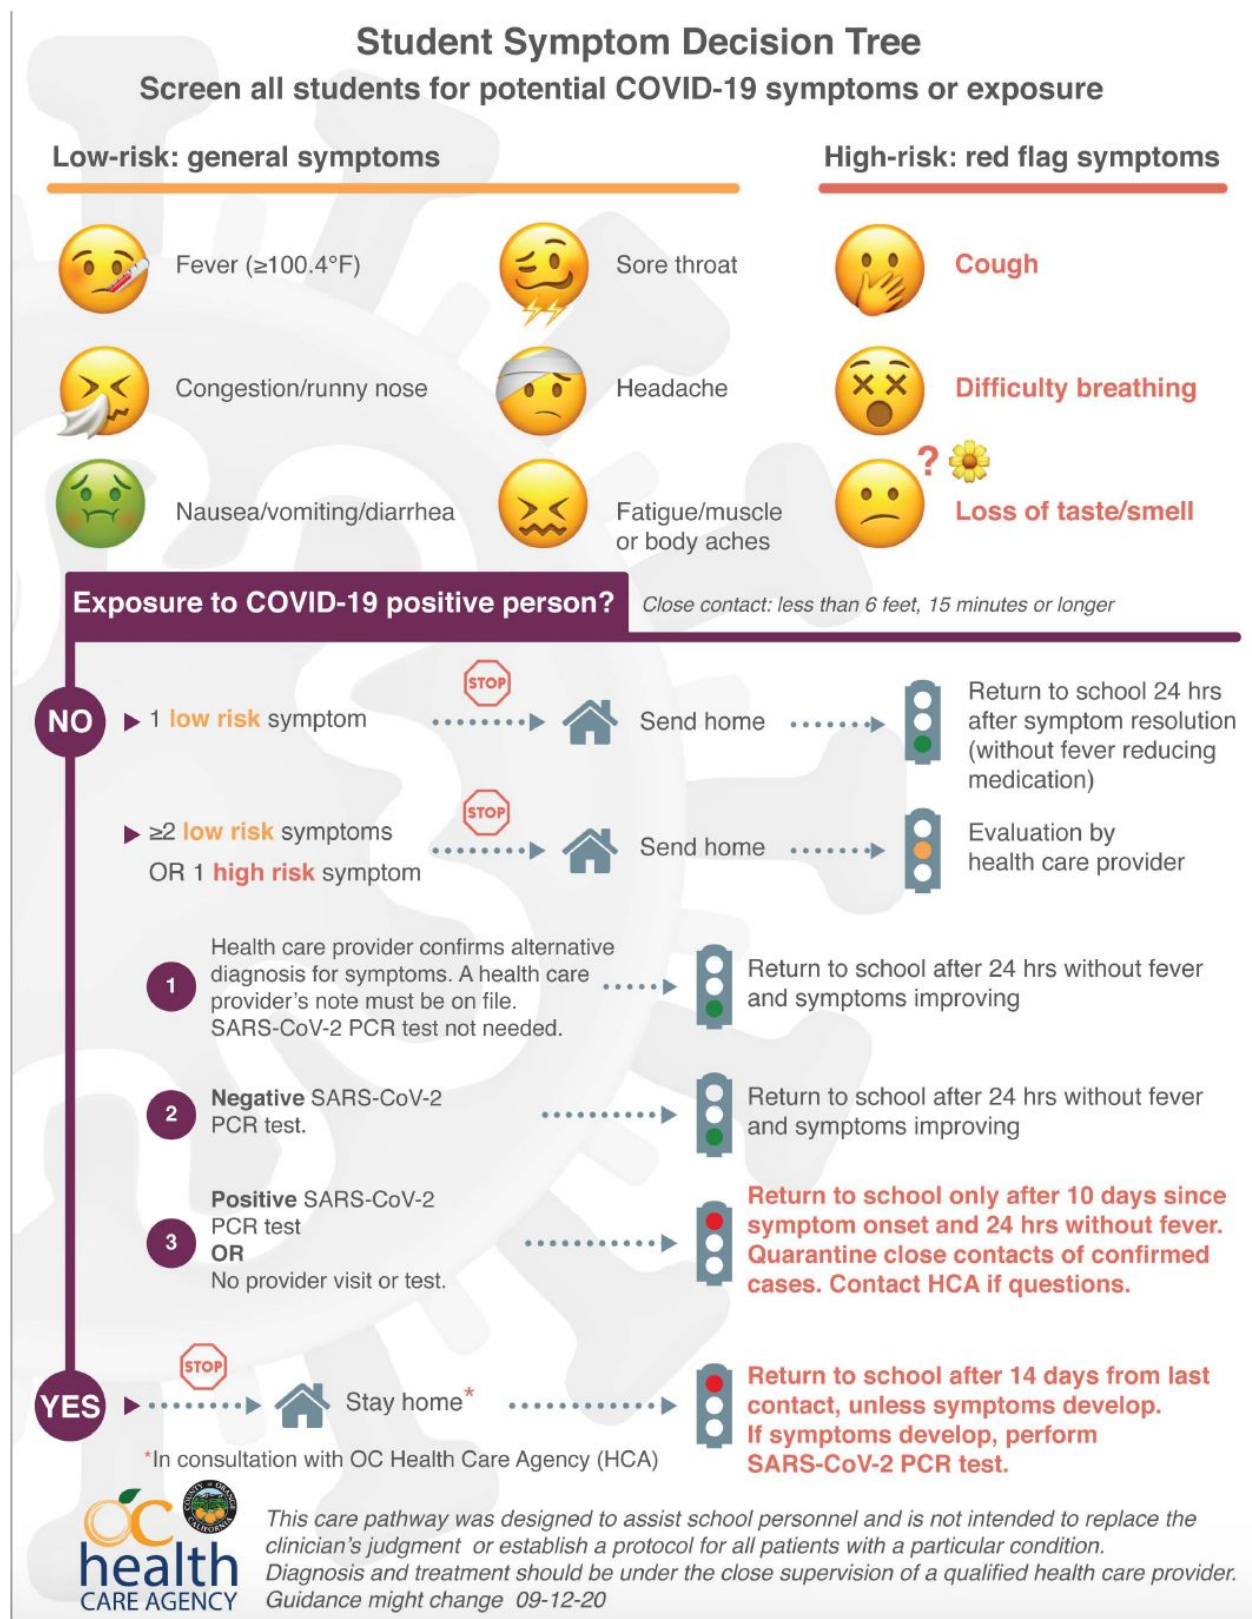 Student Symptom Decision Tree
Screen all students for potential COVID-19 symptoms or exposure
Low-risk: general symptoms
High-risk: red flag symptoms
Fever (≥100.4°F)
Sore throat
Cough
Congestion/runny nose
Headache
Difficulty breathing
?
Nausea/vomiting/diarrhea
Fatigue/muscle
or body aches
Loss of taste/smell
Exposure to COVID-19 positive person?
Close contact: less than 6 feet, 15 minutes or longer
NO
1 low risk symptom
STOP
Send home
Return to school 24 hrs
after symptom resolution
(without fever reducing
medication)
≥2 low risk symptoms
OR 1 high risk symptom
STOP
Send home
Evaluation by
health care provider
1
Health care provider confirms alternative
diagnosis for symptoms. A health care
provider's note must be on file.
SARS-CoV-2 PCR test not needed.
Return to school after 24 hrs without fever
and symptoms improving
2
Negative SARS-CoV-2
PCR test.
Return to school after 24 hrs without fever
and symptoms improving
3
Positive SARS-CoV-2
PCR test
OR
No provider visit or test.
Return to school only after 10 days since
symptom onset and 24 hrs without fever.
Quarantine close contacts of confirmed
cases. Contact HCA if questions.
YES
STOP
Stay home*
Return to school after 14 days from last
contact, unless symptoms develop.
If symptoms develop, perform
SARS-CoV-2 PCR test.
*In consultation with OC Health Care Agency (HCA)
OC
health
CARE AGENCY
COUNTY OF ORANGE
CALIFORNIA
This care pathway was designed to assist school personnel and is not intended to replace the
clinician's judgment or establish a protocol for all patients with a particular condition.
Diagnosis and treatment should be under the close supervision of a qualified health care provider.
Guidance might change 09-12-20